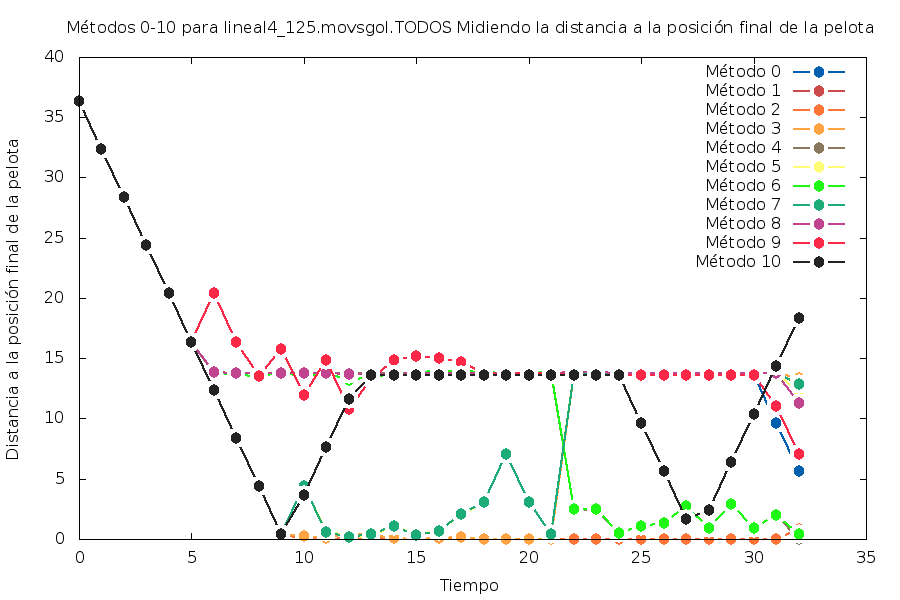 Métodos 0-10 para lineal4_125.movsgol.TODOS Midiendo la distancia a la posición final de la pelota
40
35
30
25
20
15
10
5
0
Distancia a la posición final de la pelota
Método 0
Método 1
Método 2
Método 3
Método 4
Método 5
Método 6
Método 7
Método 8
Método 9
Método 10
0 5 10 15 20 25 30 35
Tiempo